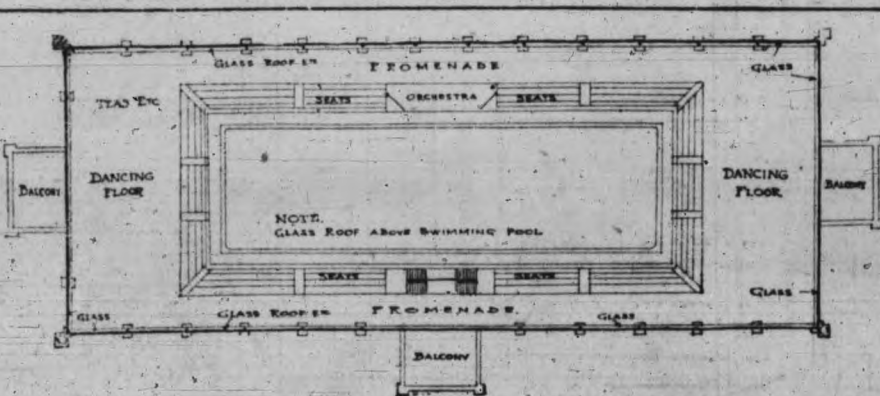 GLASS ROOF ETC
PROMENADE
GLASS
TEAS ETC
SEATS
ORCHESTRA
SEATS
BALCONY
DANCING
FLOOR
DANCING
FLOOR
BALCONY
NOTE.
GLASS ROOF ABOVE SWIMMING POOL
SEATS
SEATS
GLASS
GLASS
GLASS ROOF ETC
PROMENADE.
GLASS
BALCONY